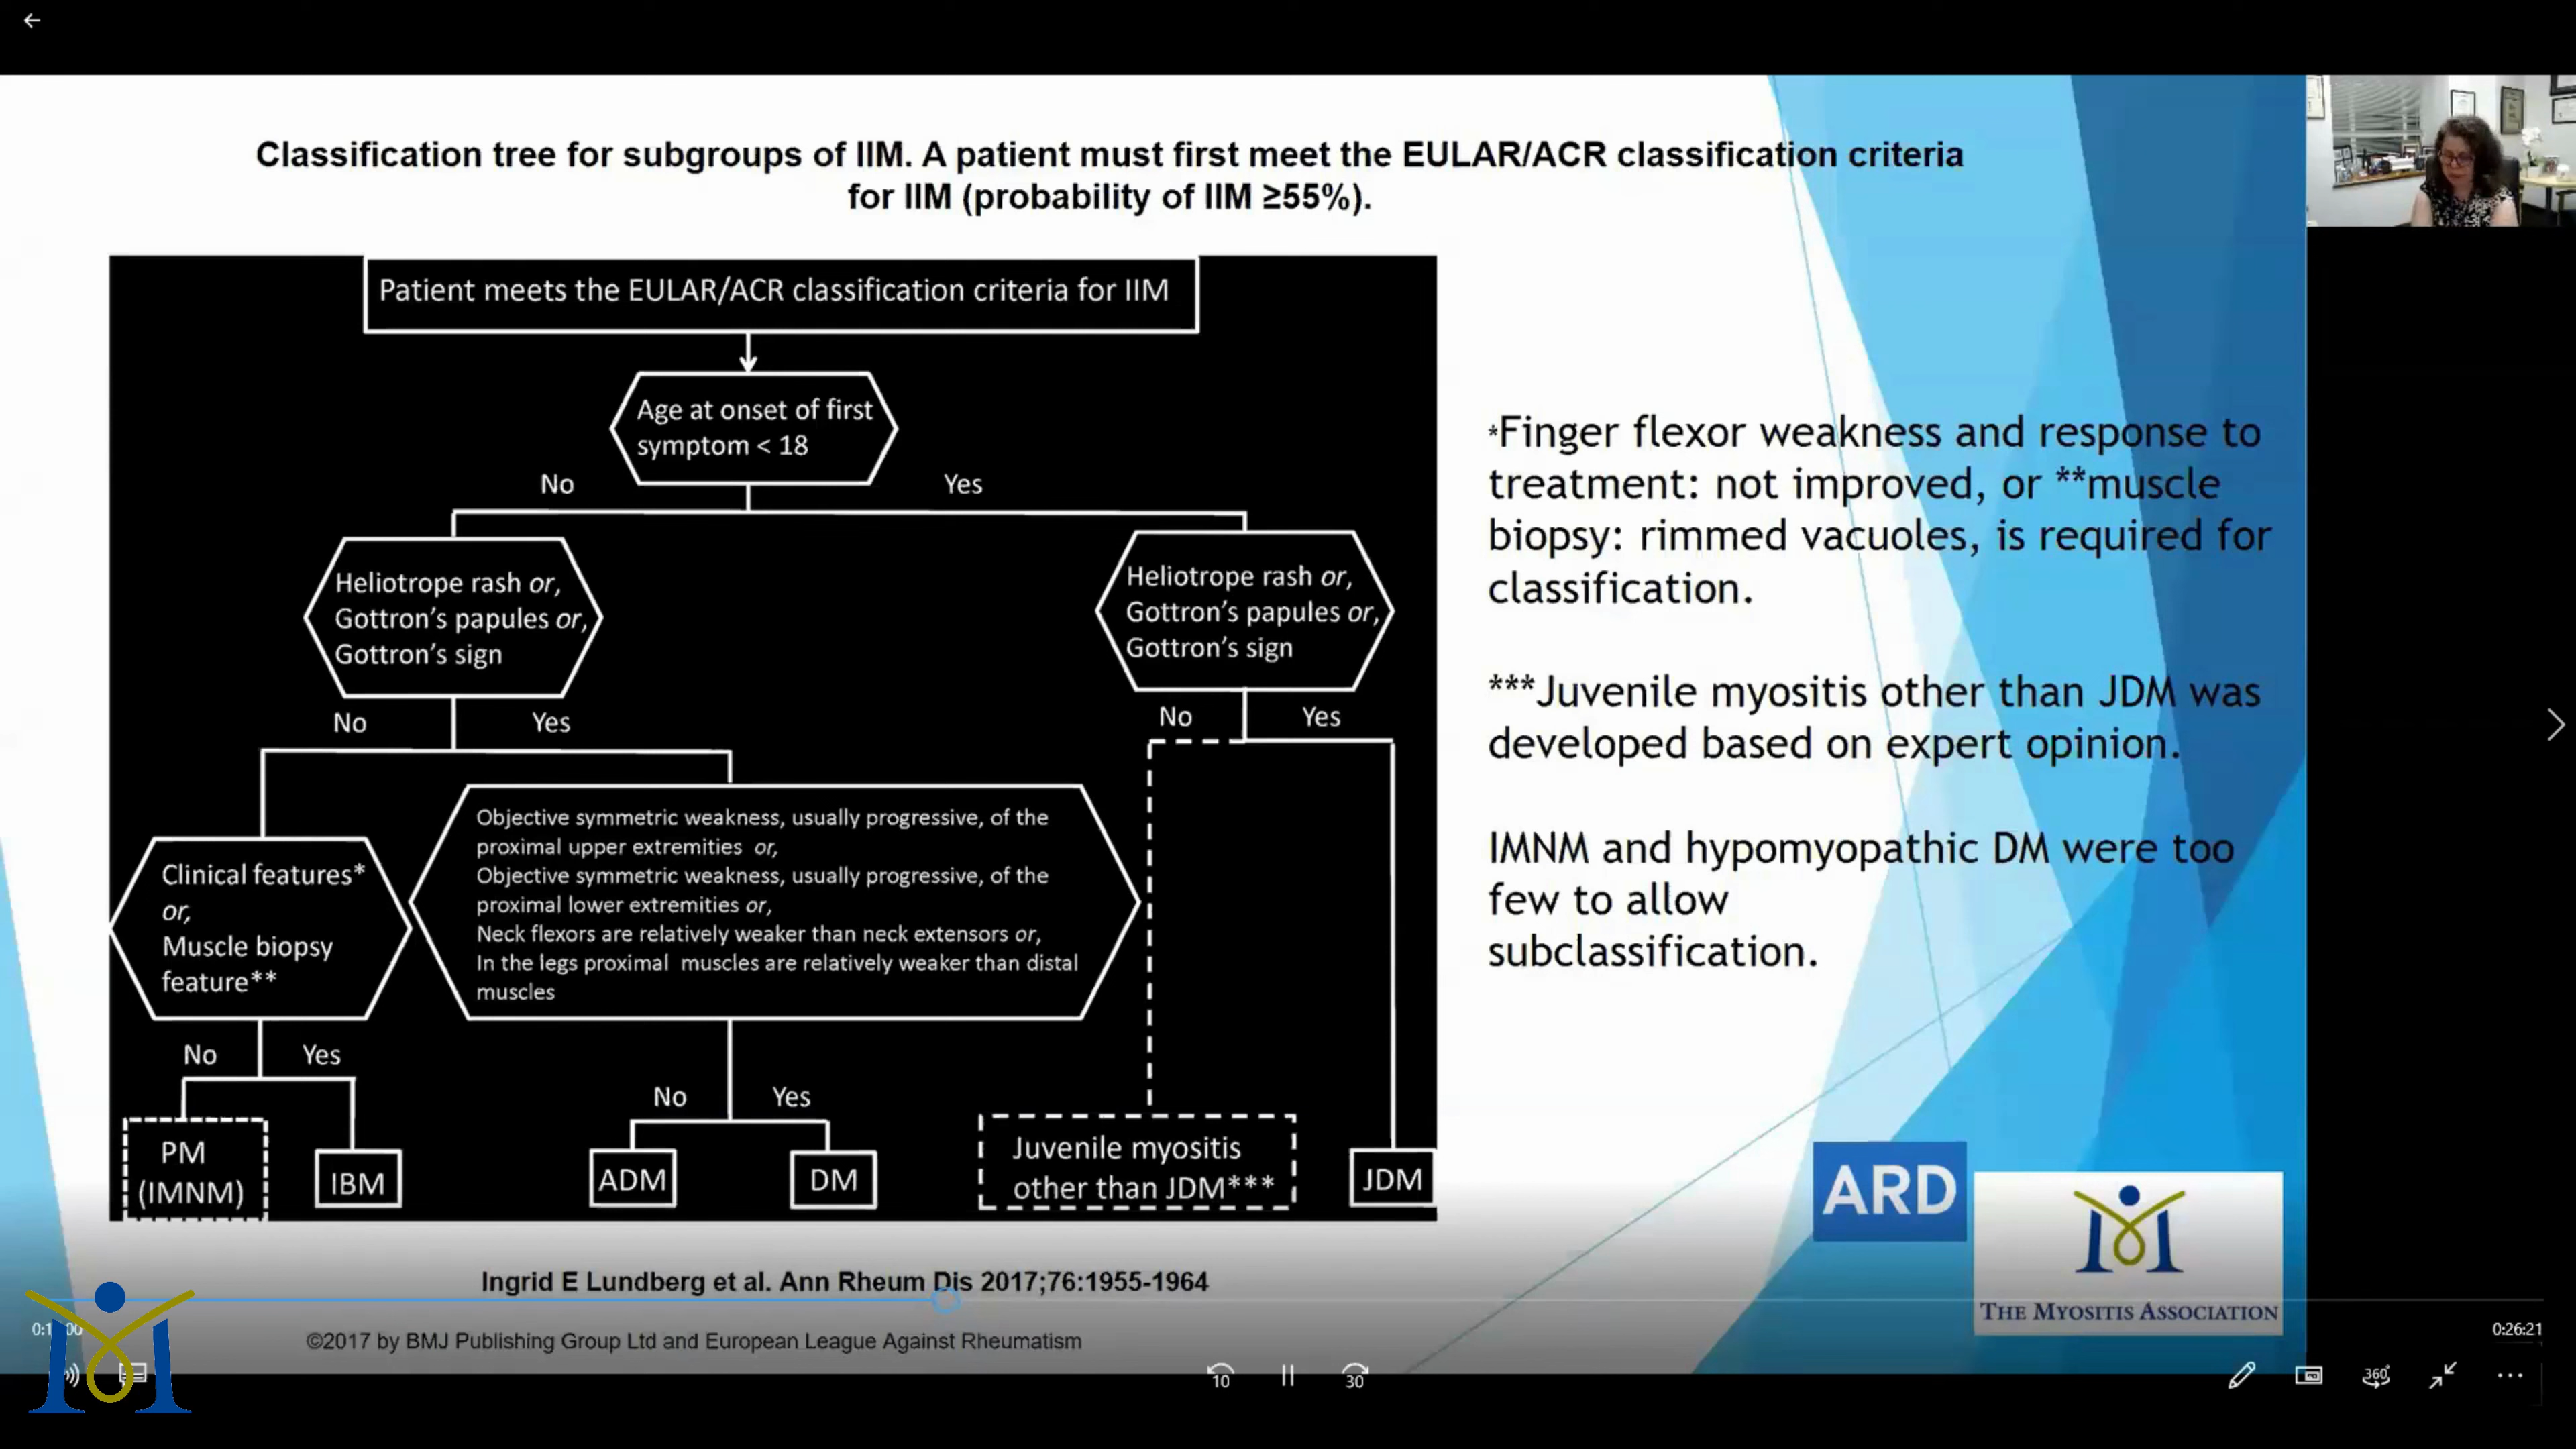 Classification tree for subgroups of IIM. A patient must first meet the EULAR/ACR classification criteria
for IIM (probability of IIM ≥55%).
Patient meets the EULAR/ACR classification criteria for IIM
Age at onset of first
symptom < 18
No
Yes
Heliotrope rash or,
Gottron's papules or,
Gottron's sign
Heliotrope rash or,
Gottron's papules or,
Gottron's sign
No
Yes
No
Yes
Clinical features*
or,
Muscle biopsy
feature**
Objective symmetric weakness, usually progressive, of the
proximal upper extremities or,
Objective symmetric weakness, usually progressive, of the
proximal lower extremities or,
Neck flexors are relatively weaker than neck extensors or,
In the legs proximal muscles are relatively weaker than distal
muscles
No
Yes
No
Yes
PM
(IMNM)
IBM
ADM
DM
Juvenile myositis
other than JDM***
JDM
*Finger flexor weakness and response to
treatment: not improved, or **muscle
biopsy: rimmed vacuoles, is required for
classification.
***Juvenile myositis other than JDM was
developed based on expert opinion.
IMNM and hypomyopathic DM were too
few to allow
subclassification.
ARD
THE MYOSITIS ASSOCIATION
Ingrid E Lundberg et al. Ann Rheum Dis 2017;76:1955-1964
©2017 by BMJ Publishing Group Ltd and European League Against Rheumatism
0:26:21
10
30
360